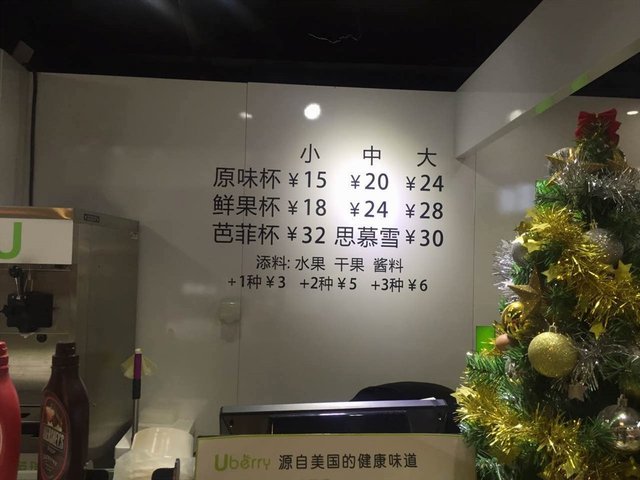 小 中 大
原味杯 ¥15 ¥20 ¥24
鲜果杯 ¥18 ¥24 ¥28
芭菲杯 ¥32 思慕雪 ¥30
添料: 水果 干果 酱料
+1种¥3 +2种¥5 +3种¥6
U
HERSHEY'S
Uberry 源自美国的健康味道